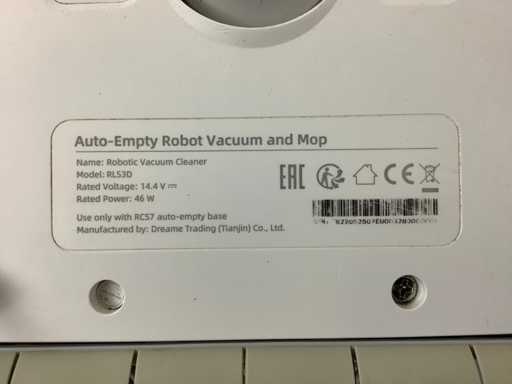 Auto-Empty Robot Vacuum and Mop
Name: Robotic Vacuum Cleaner
Model: RLS3D
Rated Voltage: 14.4 V
Rated Power: 46 W
Use only with RCS7 auto-empty base
Manufactured by: Dreame Trading (Tianjin) Co., Ltd.
EAC
CE